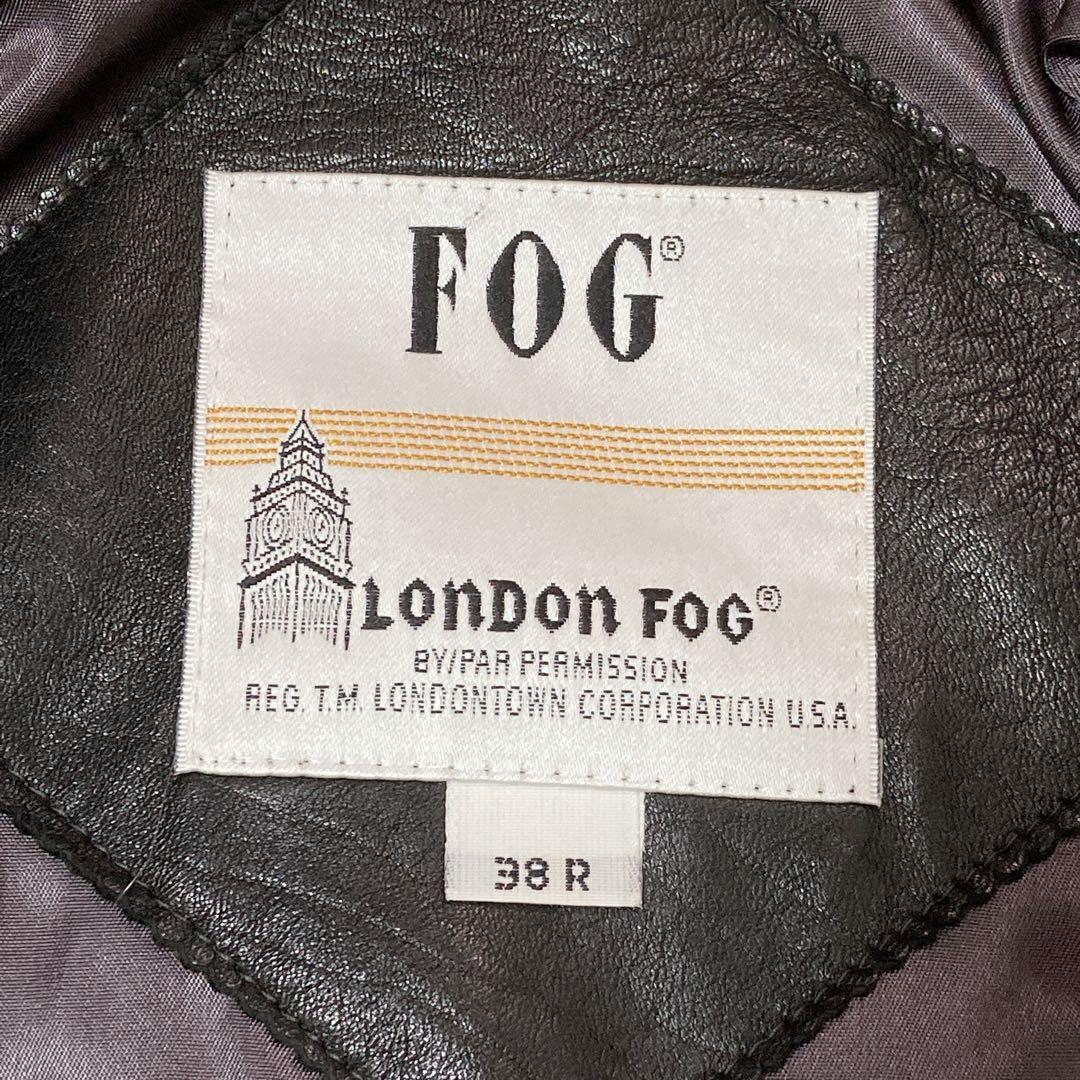 FOG®
LONDON FOG®
BY/PAR PERMISSION
REG. T.M. LONDONTOWN CORPORATION U.S.A.
38 R